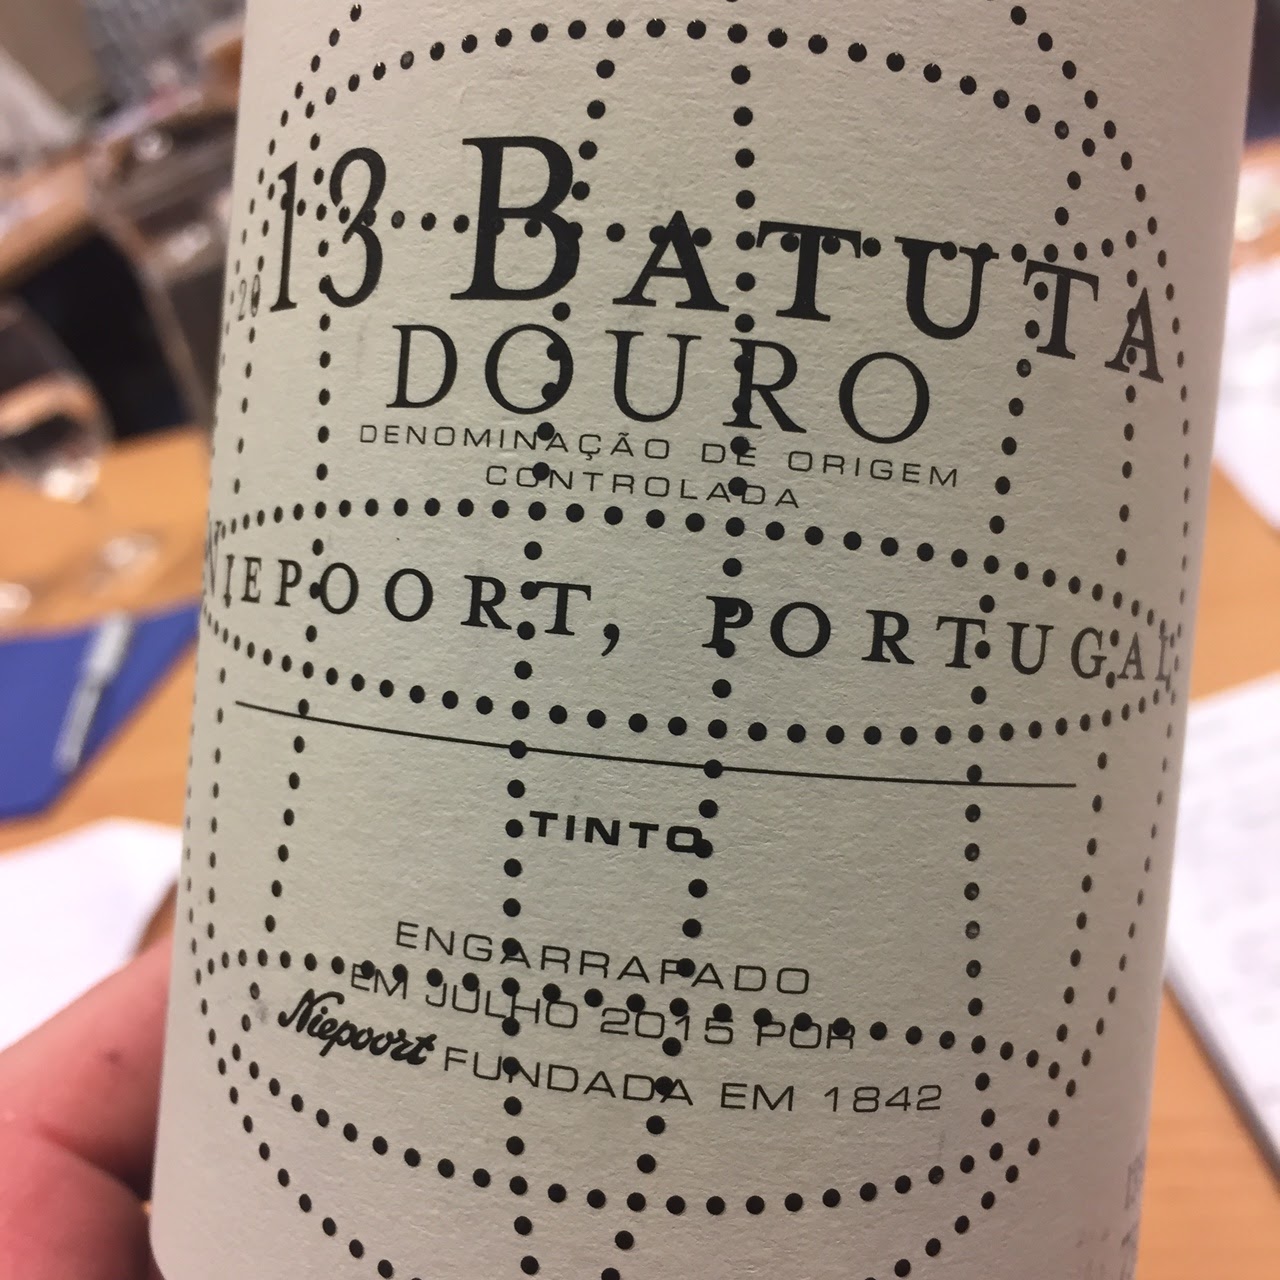 2013 BATUTA
DOURO
DENOMINAÇÃO DE ORIGEM
CONTROLADA
NIEPOORT, PORTUGAL
TINTO
ENGARRAFADO
EM JULHO 2015 POR
Niepoort FUNDADA EM 1842